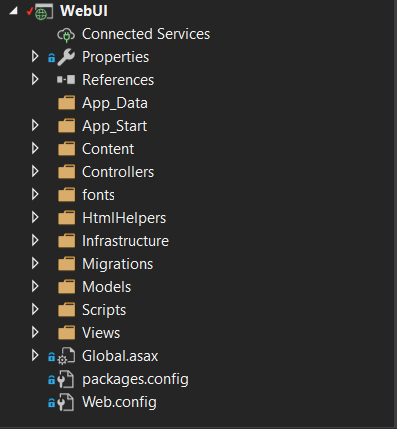 WebUI
Connected Services
Properties
References
App_Data
App_Start
Content
Controllers
fonts
HtmlHelpers
Infrastructure
Migrations
Models
Scripts
Views
Global.asax
packages.config
Web.config